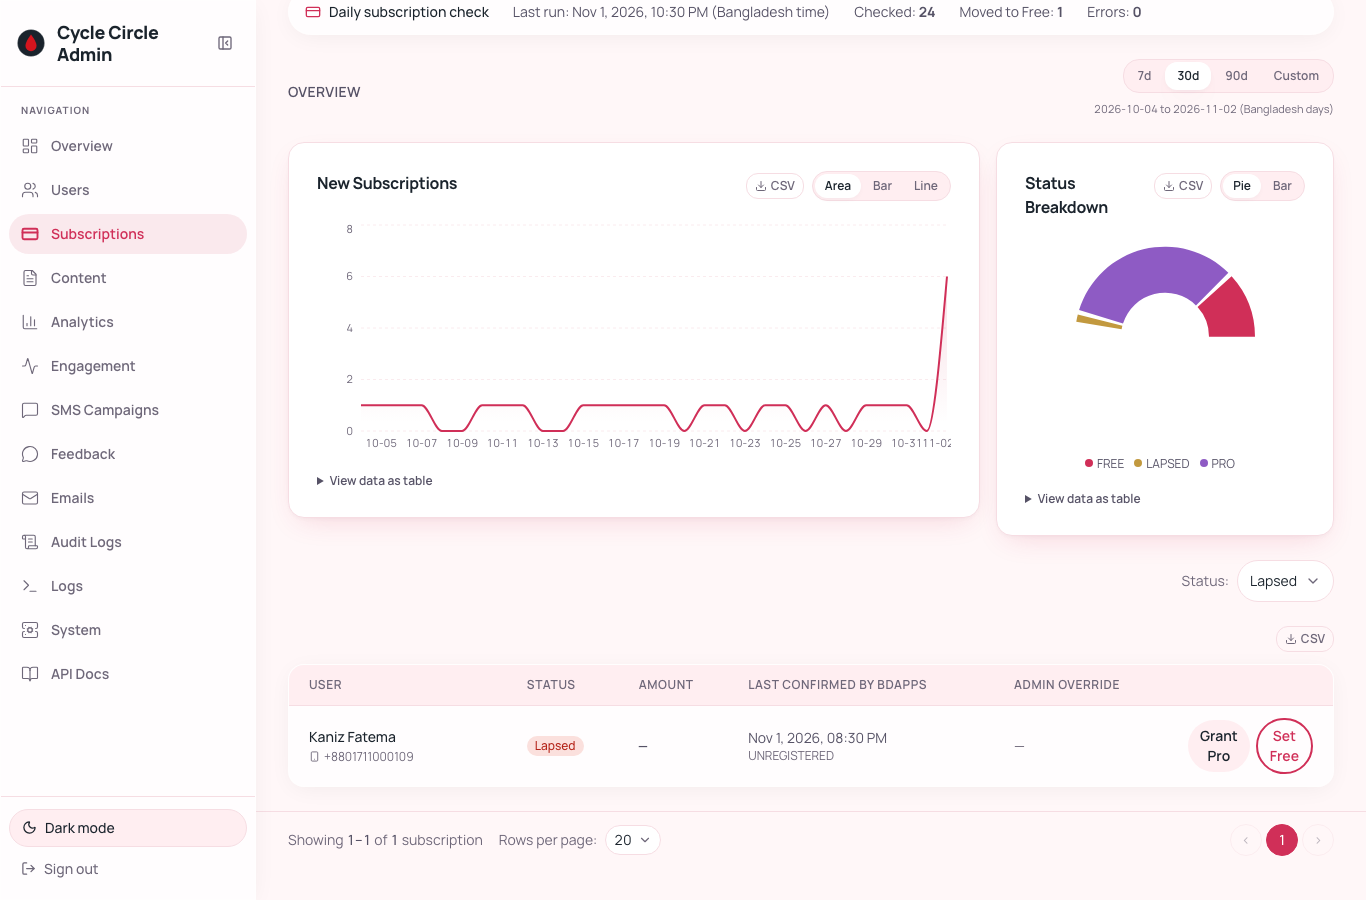 Cycle Circle
Admin
NAVIGATION
Overview
Users
Subscriptions
Content
Analytics
Engagement
SMS Campaigns
Feedback
Emails
Audit Logs
Logs
System
API Docs
Dark mode
Sign out
Daily subscription check Last run: Nov 1, 2026, 10:30 PM (Bangladesh time) Checked: 24 Moved to Free: 1 Errors: 0
OVERVIEW
7d 30d 90d Custom
2026-10-04 to 2026-11-02 (Bangladesh days)
New Subscriptions
CSV Area Bar Line
8
6
4
2
0
10-05 10-07 10-09 10-11 10-13 10-15 10-17 10-19 10-21 10-23 10-25 10-27 10-29 10-31 11-02
View data as table
Status
Breakdown
CSV Pie Bar
FREE LAPSED PRO
View data as table
Status: Lapsed
CSV
USER STATUS AMOUNT LAST CONFIRMED BY BDAPPS ADMIN OVERRIDE
Kaniz Fatema
+8801711000109
Lapsed
—
Nov 1, 2026, 08:30 PM
UNREGISTERED
—
Grant
Pro
Set
Free
Showing 1–1 of 1 subscription Rows per page: 20
‹ 1 ›